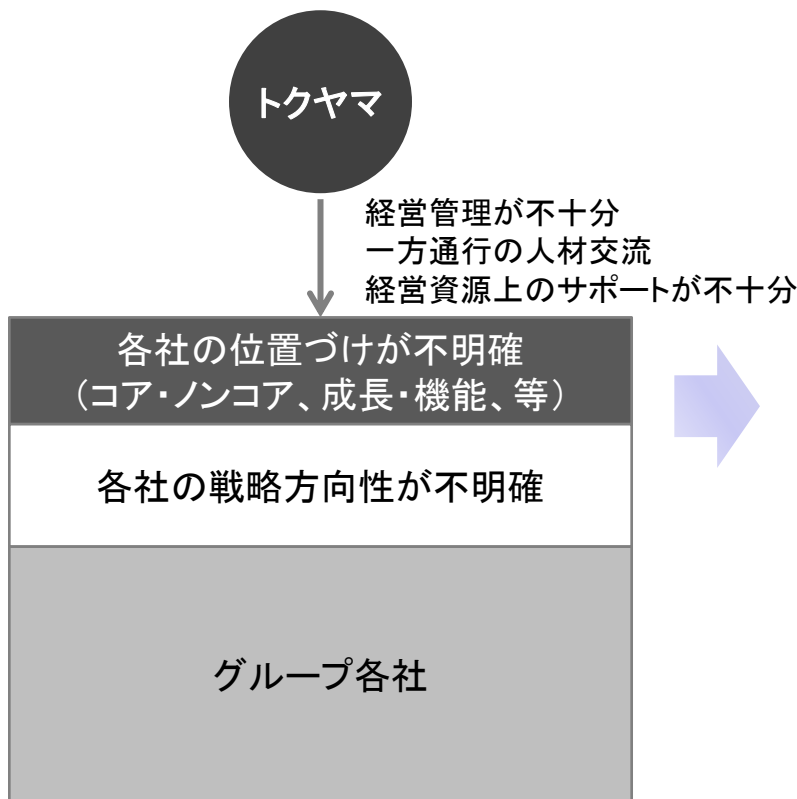 トクヤマ
経営管理が不十分
一方通行の人材交流
経営資源上のサポートが不十分
各社の位置づけが不明確
（コア・ノンコア、成長・機能、等）
各社の戦略方向性が不明確
グループ各社